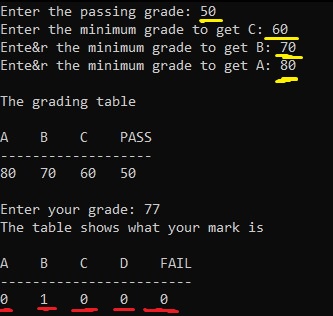 Enter the passing grade: 50
Enter the minimum grade to get C: 60
Ente&r the minimum grade to get B: 70
Ente&r the minimum grade to get A: 80
The grading table
A B C PASS
-------------------
80 70 60 50
Enter your grade: 77
The table shows what your mark is
A B C D FAIL
------------------------
0 1 0 0 0